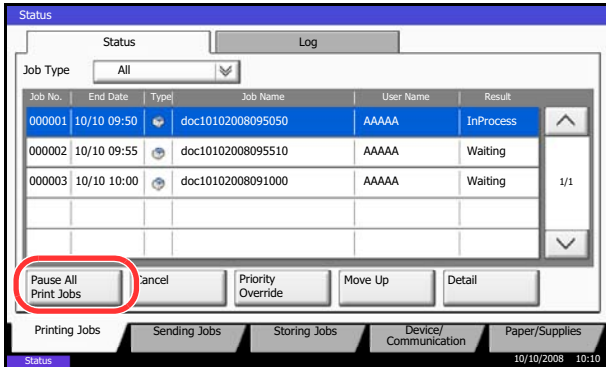 Status
Status Log
Job Type All
Job No. End Date Type Job Name User Name Result
000001 10/10 09:50 doc10102008095050 AAAAA InProcess
000002 10/10 09:55 doc10102008095510 AAAAA Waiting
000003 10/10 10:00 doc10102008091000 AAAAA Waiting
1/1
Pause All
Print Jobs
Cancel
Priority
Override
Move Up
Detail
Printing Jobs
Sending Jobs
Storing Jobs
Device/
Communication
Paper/Supplies
Status 10/10/2008 10:10